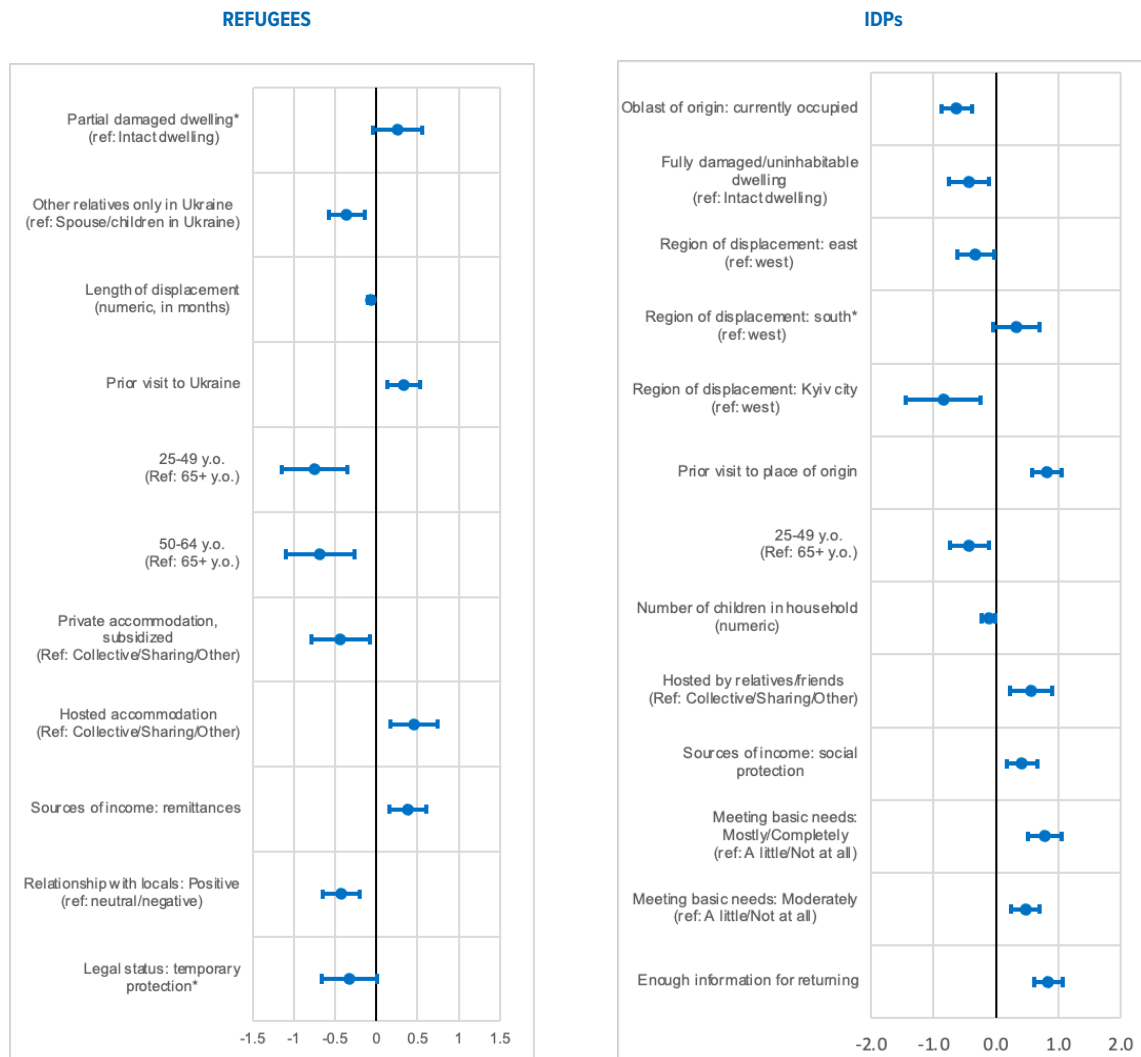 REFUGEES
Partial damaged dwelling*
(ref: Intact dwelling)
Other relatives only in Ukraine
(ref: Spouse/children in Ukraine)
Length of displacement
(numeric, in months)
Prior visit to Ukraine
25-49 y.o.
(Ref: 65+ y.o.)
50-64 y.o.
(Ref: 65+ y.o.)
Private accommodation,
subsidized
(Ref: Collective/Sharing/Other)
Hosted accommodation
(Ref: Collective/Sharing/Other)
Sources of income: remittances
Relationship with locals: Positive
(ref: neutral/negative)
Legal status: temporary
protection*
-1.5 -1 -0.5 0 0.5 1 1.5
IDPs
Oblast of origin: currently occupied
Fully damaged/uninhabitable
dwelling
(ref: Intact dwelling)
Region of displacement: east
(ref: west)
Region of displacement: south*
(ref: west)
Region of displacement: Kyiv city
(ref: west)
Prior visit to place of origin
25-49 y.o.
(Ref: 65+ y.o.)
Number of children in household
(numeric)
Hosted by relatives/friends
(Ref: Collective/Sharing/Other)
Sources of income: social
protection
Meeting basic needs:
Mostly/Completely
(ref: A little/Not at all)
Meeting basic needs: Moderately
(ref: A little/Not at all)
Enough information for returning
-2.0 -1.0 0.0 1.0 2.0